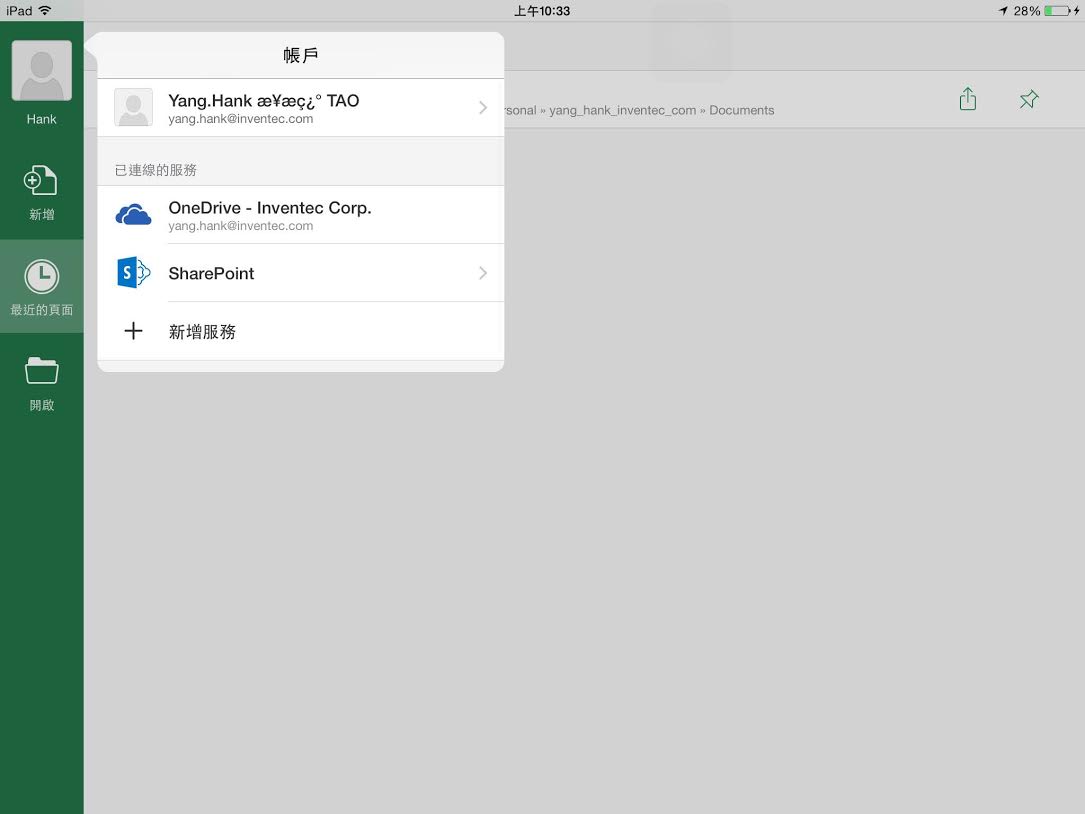 iPad 上午10:33 28%
Hank
新增
最近的頁面
開啟
帳戶
Yang.Hank æ¥æç¿° TAO
yang.hank@inventec.com
已連線的服務
OneDrive - Inventec Corp.
yang.hank@inventec.com
S
SharePoint
新增服務
rsonal » yang_hank_inventec_com » Documents